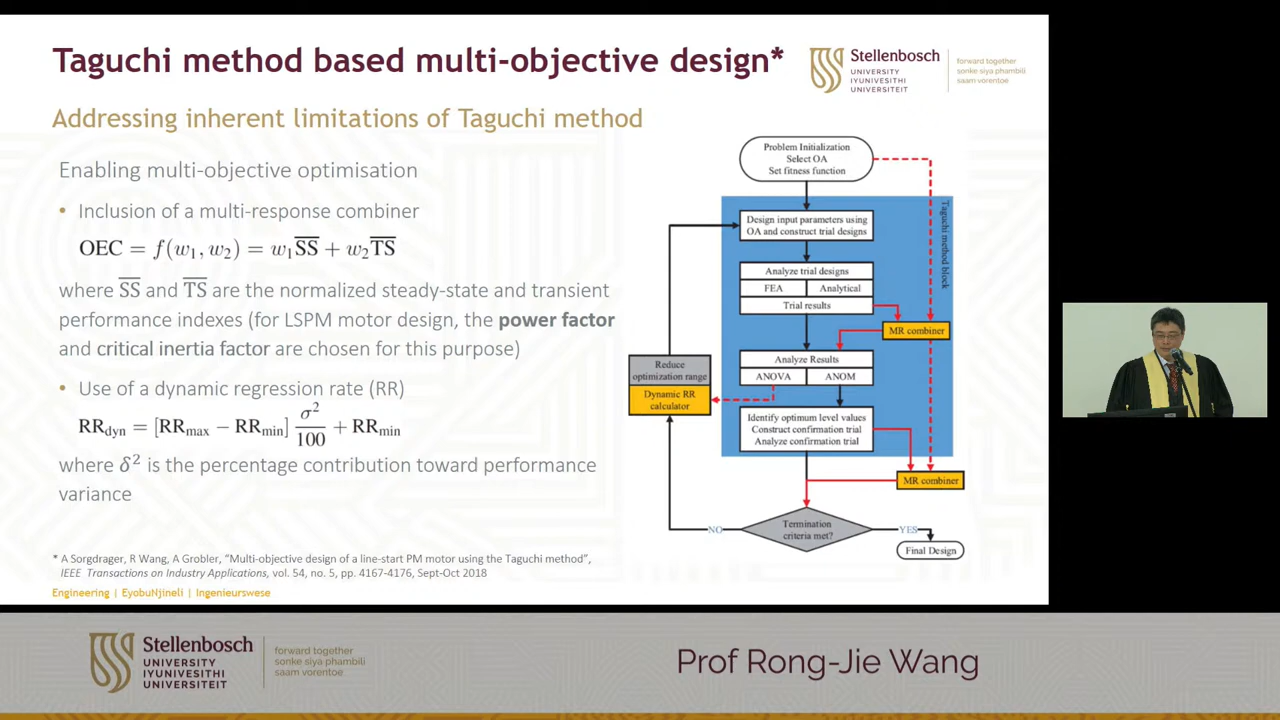 Taguchi method based multi-objective design*
Stellenbosch
UNIVERSITY
IYUNIVESITHI
UNIVERSITEIT
forward together
sonke siya phambili
saam vorentoe
Addressing inherent limitations of Taguchi method
Enabling multi-objective optimisation
• Inclusion of a multi-response combiner
OEC = f(w₁, w₂) = w₁S̅S̅ + w₂T̅S̅
where S̅S̅ and T̅S̅ are the normalized steady-state and transient
performance indexes (for LSPM motor design, the power factor
and critical inertia factor are chosen for this purpose)
• Use of a dynamic regression rate (RR)
RR_dyn = [RR_max − RR_min] σ²/100 + RR_min
where δ² is the percentage contribution toward performance
variance
Problem Initialization
Select OA
Set fitness function
Taguchi method block
Design input parameters using
OA and construct trial designs
Analyze trial designs
FEA
Analytical
Trial results
MR combiner
Analyze Results
ANOVA
ANOM
Reduce
optimization range
Dynamic RR
calculator
Identify optimum level values
Construct confirmation trial
Analyze confirmation trial
MR combiner
Termination
criteria met?
NO
YES
Final Design
* A Sorgdrager, R Wang, A Grobler, “Multi-objective design of a line-start PM motor using the Taguchi method”,
IEEE Transactions on Industry Applications, vol. 54, no. 5, pp. 4167-4176, Sept-Oct 2018
Engineering | EyobuNjineli | Ingenieurswese
Stellenbosch
UNIVERSITY
IYUNIVESITHI
UNIVERSITEIT
forward together
sonke siya phambili
saam vorentoe
Prof Rong-Jie Wang